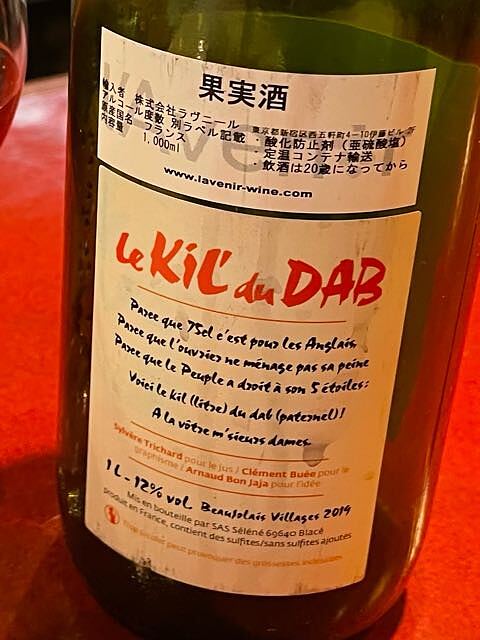 果実酒
輸入者 株式会社ラヴニール
東京都新宿区西五軒町4-10伊藤ビル
アルコール度数 別ラベル記載
・酸化防止剤（亜硫酸塩）
原産国名 フランス
・定温コンテナ輸送
内容量 1,000ml
・飲酒は20歳になってから
www.lavenir-wine.com
Le KiL' du DAB
Parce que 75cl c'est pour les Anglais,
Parce que l'ouvrier ne ménage pas sa peine
Parce que le Peuple a droit à son 5 étoiles :
Voici le kil (litre) du dab (paternel) !
A la vôtre m'sieurs dames.
Sylvère Trichard pour le jus / Clément Buée pour le
graphisme / Arnaud Bon Jaja pour l'idée.
1 L - 12% vol Beaujolais Villages 2019
Mis en bouteille par SAS Séléné 69640 Blacé
produit en France, contient des sulfites/sans sulfites ajoutés